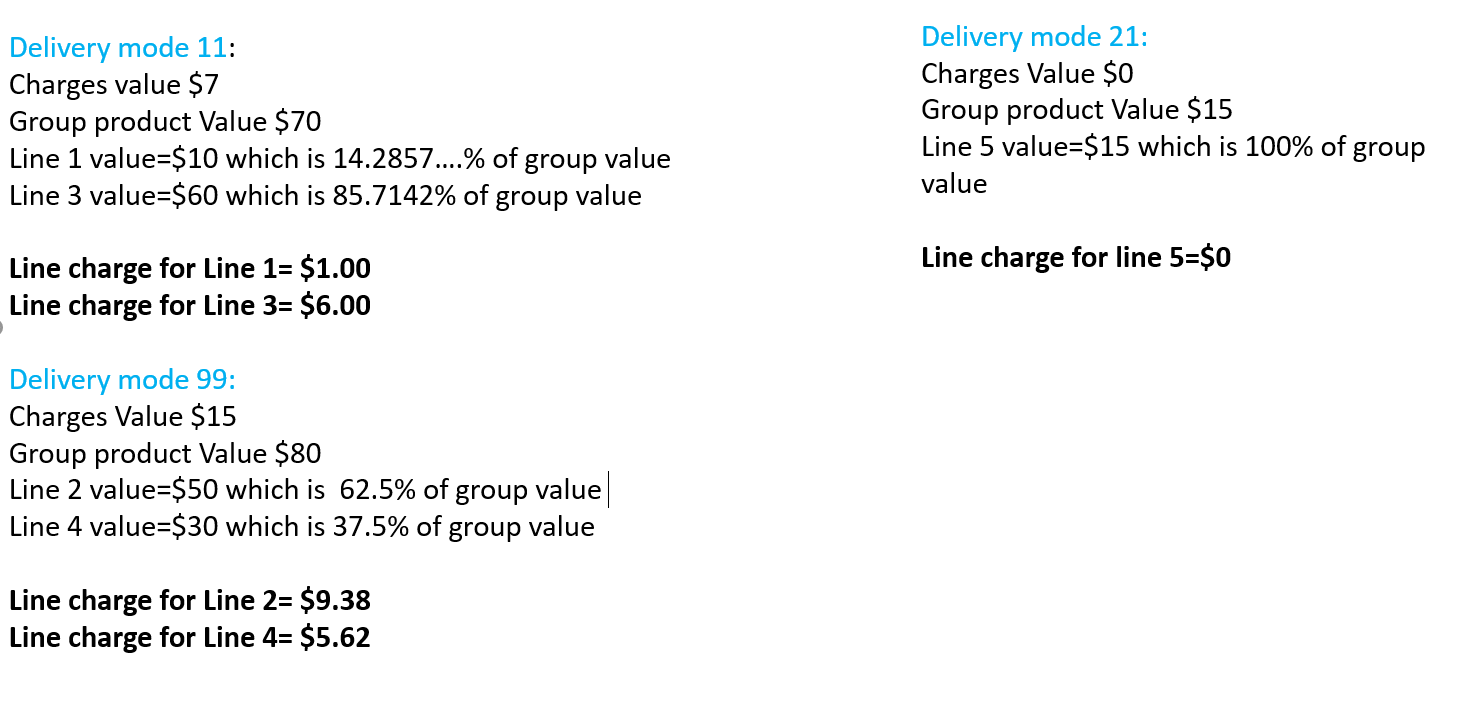 Delivery mode 11:
Charges value $7
Group product Value $70
Line 1 value=$10 which is 14.2857....% of group value
Line 3 value=$60 which is 85.7142% of group value
Line charge for Line 1= $1.00
Line charge for Line 3= $6.00
Delivery mode 99:
Charges Value $15
Group product Value $80
Line 2 value=$50 which is  62.5% of group value
Line 4 value=$30 which is 37.5% of group value
Line charge for Line 2= $9.38
Line charge for Line 4= $5.62
Delivery mode 21:
Charges Value $0
Group product Value $15
Line 5 value=$15 which is 100% of group
value
Line charge for line 5=$0